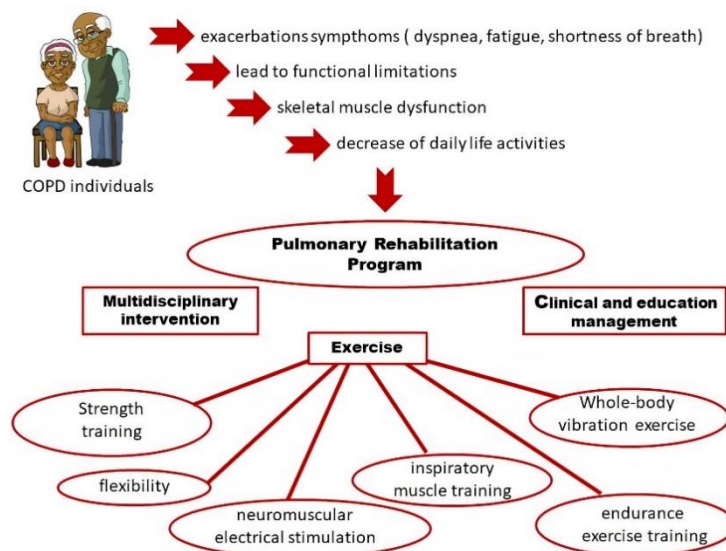 exacerbations sympthoms ( dyspnea, fatigue, shortness of breath)
lead to functional limitations
skeletal muscle dysfunction
decrease of daily life activities
COPD individuals
Pulmonary Rehabilitation
Program
Multidisciplinary
intervention
Clinical and education
management
Exercise
Strength
training
Whole-body
vibration exercise
flexibility
inspiratory
muscle training
neuromuscular
electrical stimulation
endurance
exercise training